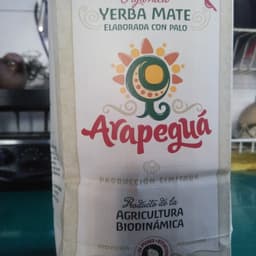 YERBA MATE
ELABORADA CON PALO
Arapeguá
PRODUCCIÓN LIMITADA
Producto de la
AGRICULTURA
BIODINÁMICA